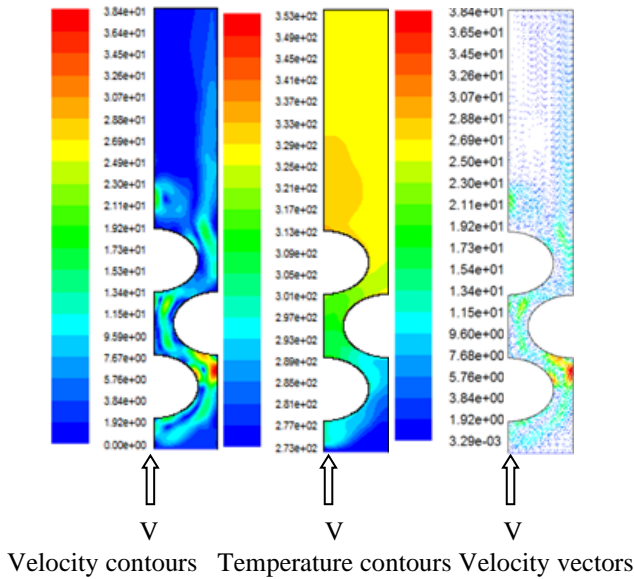 3.84e+01
3.64e+01
3.45e+01
3.26e+01
3.07e+01
2.88e+01
2.69e+01
2.49e+01
2.30e+01
2.11e+01
1.92e+01
1.73e+01
1.53e+01
1.34e+01
1.15e+01
9.59e+00
7.67e+00
5.76e+00
3.84e+00
1.92e+00
0.00e+00
3.53e+02
3.49e+02
3.45e+02
3.41e+02
3.37e+02
3.33e+02
3.29e+02
3.25e+02
3.21e+02
3.17e+02
3.13e+02
3.09e+02
3.05e+02
3.01e+02
2.97e+02
2.93e+02
2.89e+02
2.85e+02
2.81e+02
2.77e+02
2.73e+02
3.84e+01
3.65e+01
3.46e+01
3.26e+01
3.07e+01
2.88e+01
2.69e+01
2.50e+01
2.30e+01
2.11e+01
1.92e+01
1.73e+01
1.54e+01
1.34e+01
1.15e+01
9.60e+00
7.68e+00
5.76e+00
3.84e+00
1.92e+00
3.29e-03
V V V
Velocity contours Temperature contours Velocity vectors